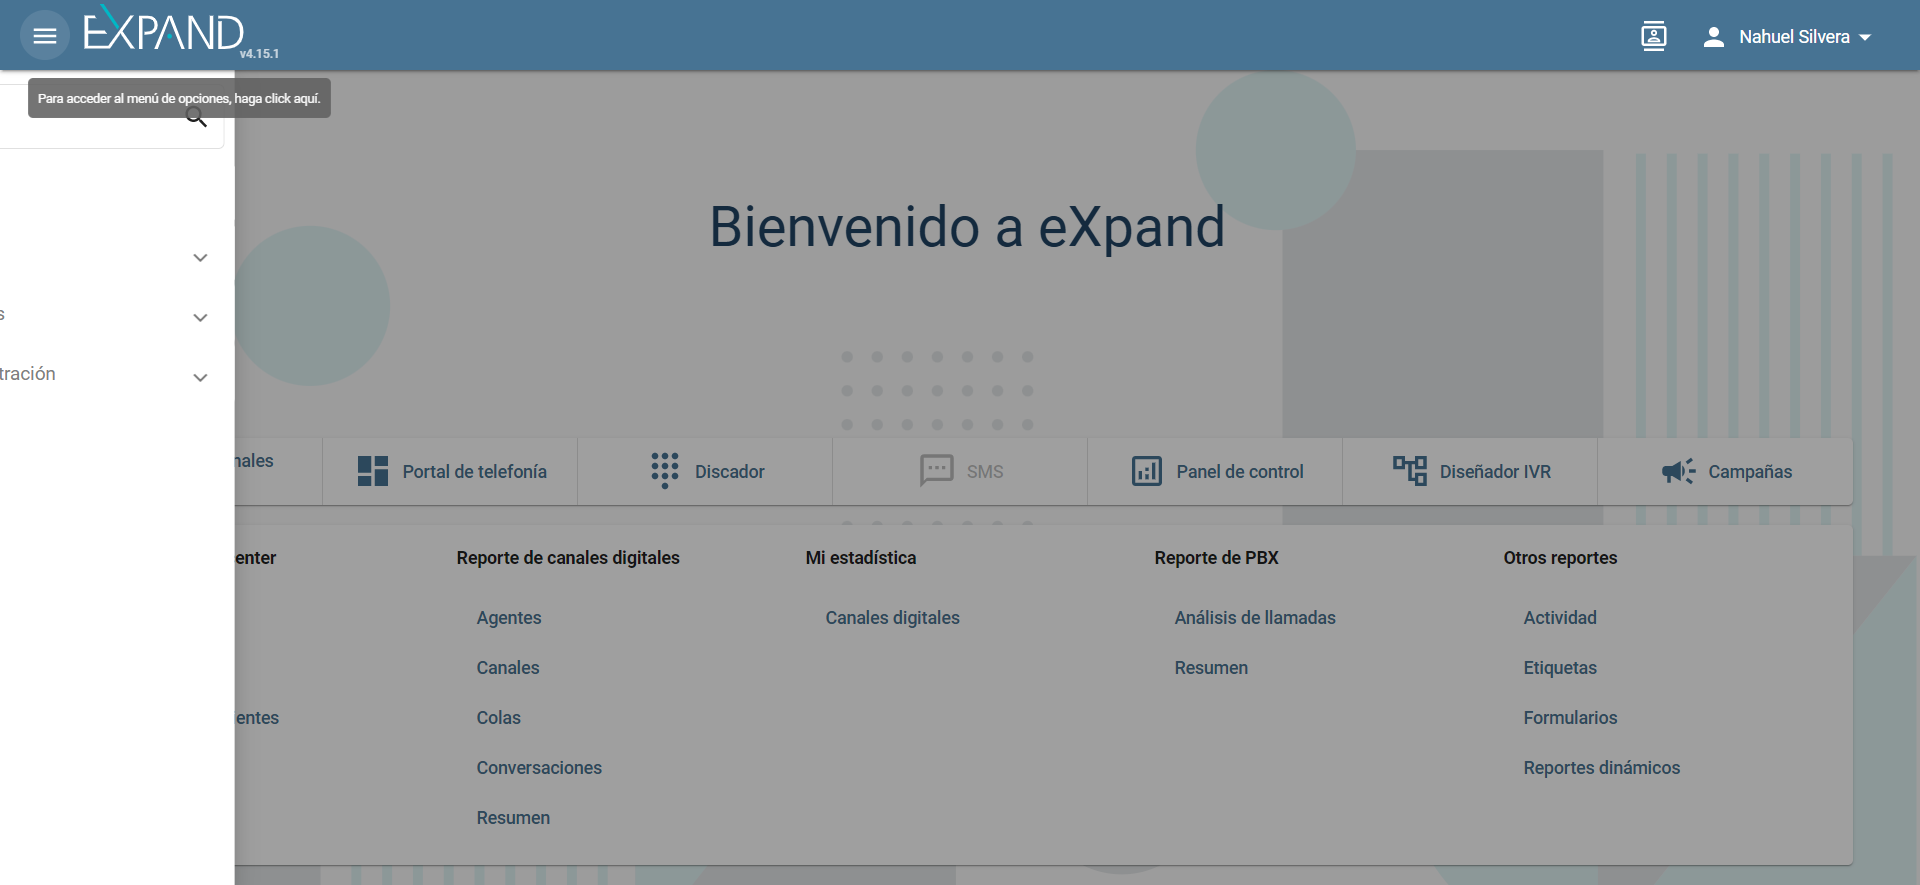 EXPAND
v4.15.1
Nahuel Silvera
Para acceder al menú de opciones, haga click aquí.
Bienvenido a eXpand
s
tración
nales
Portal de telefonía
Discador
SMS
Panel de control
Diseñador IVR
Campañas
enter
entes
Reporte de canales digitales
Agentes
Canales
Colas
Conversaciones
Resumen
Mi estadística
Canales digitales
Reporte de PBX
Análisis de llamadas
Resumen
Otros reportes
Actividad
Etiquetas
Formularios
Reportes dinámicos